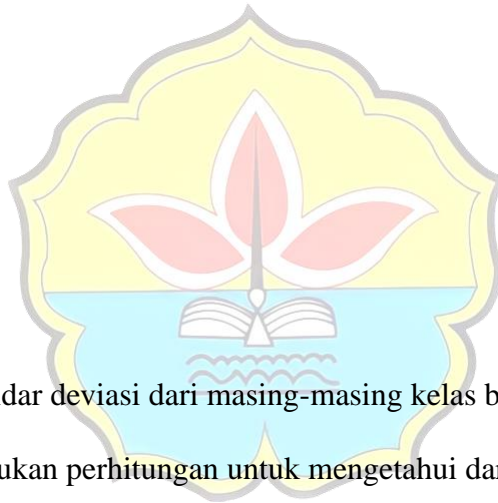 dar deviasi dari masing-masing kelas b
ukan perhitungan untuk mengetahui dar